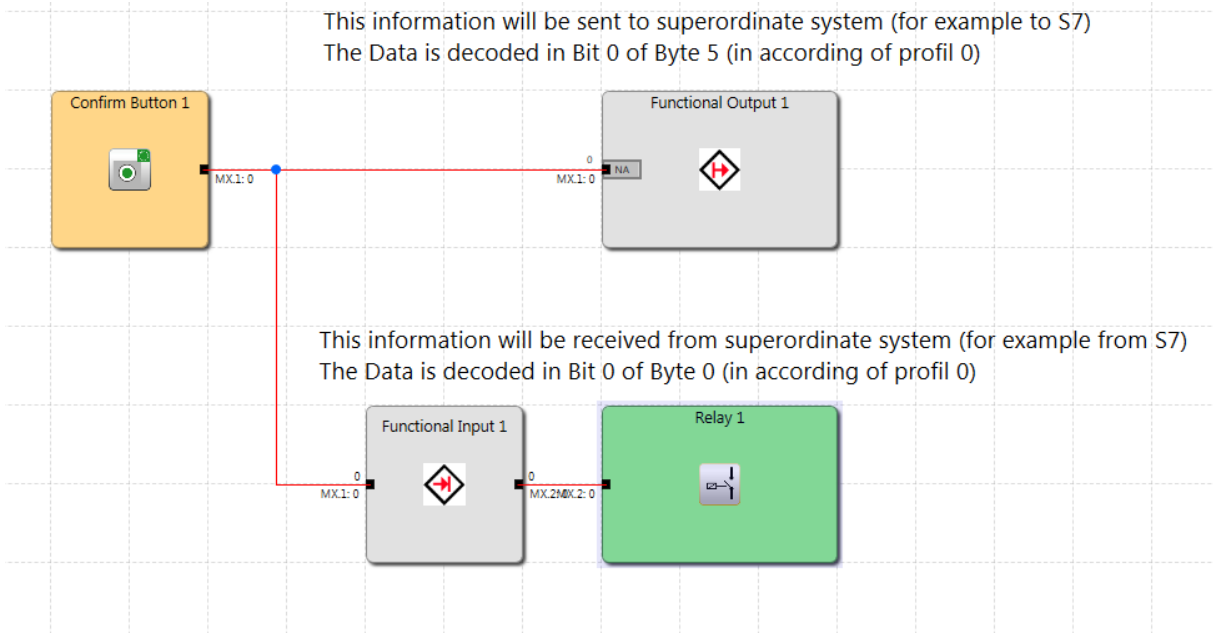 This information will be sent to superordinate system (for example to S7)
The Data is decoded in Bit 0 of Byte 5 (in according of profil 0)
Confirm Button 1
Functional Output 1
0
NA
MX.1: 0
MX.1: 0
This information will be received from superordinate system (for example from S7)
The Data is decoded in Bit 0 of Byte 0 (in according of profil 0)
Functional Input 1
Relay 1
0
0
MX.1: 0
MX.2: 0
MX.2: 0